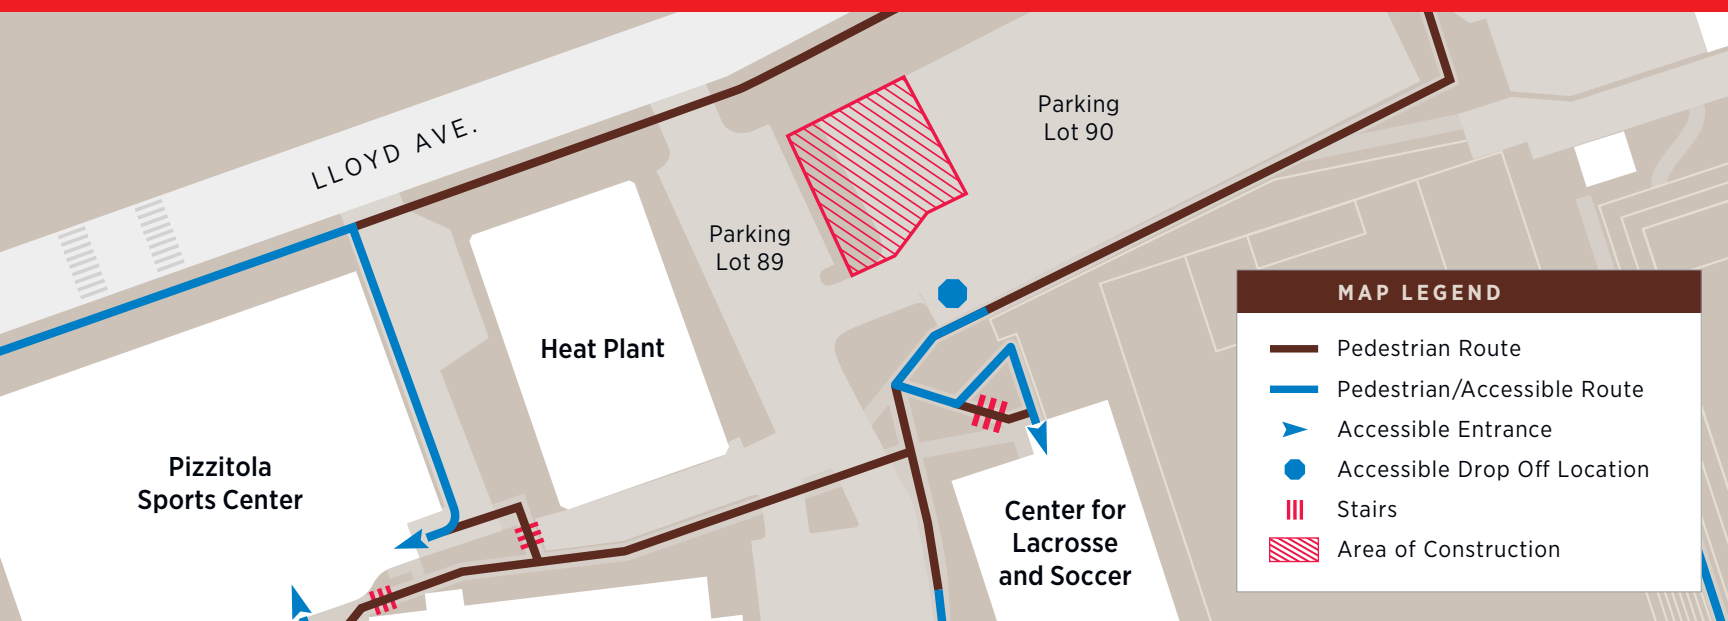 LLOYD AVE.
Parking
Lot 90
Parking
Lot 89
Heat Plant
Pizzitola
Sports Center
Center for
Lacrosse
and Soccer
MAP LEGEND
Pedestrian Route
Pedestrian/Accessible Route
Accessible Entrance
Accessible Drop Off Location
Stairs
Area of Construction